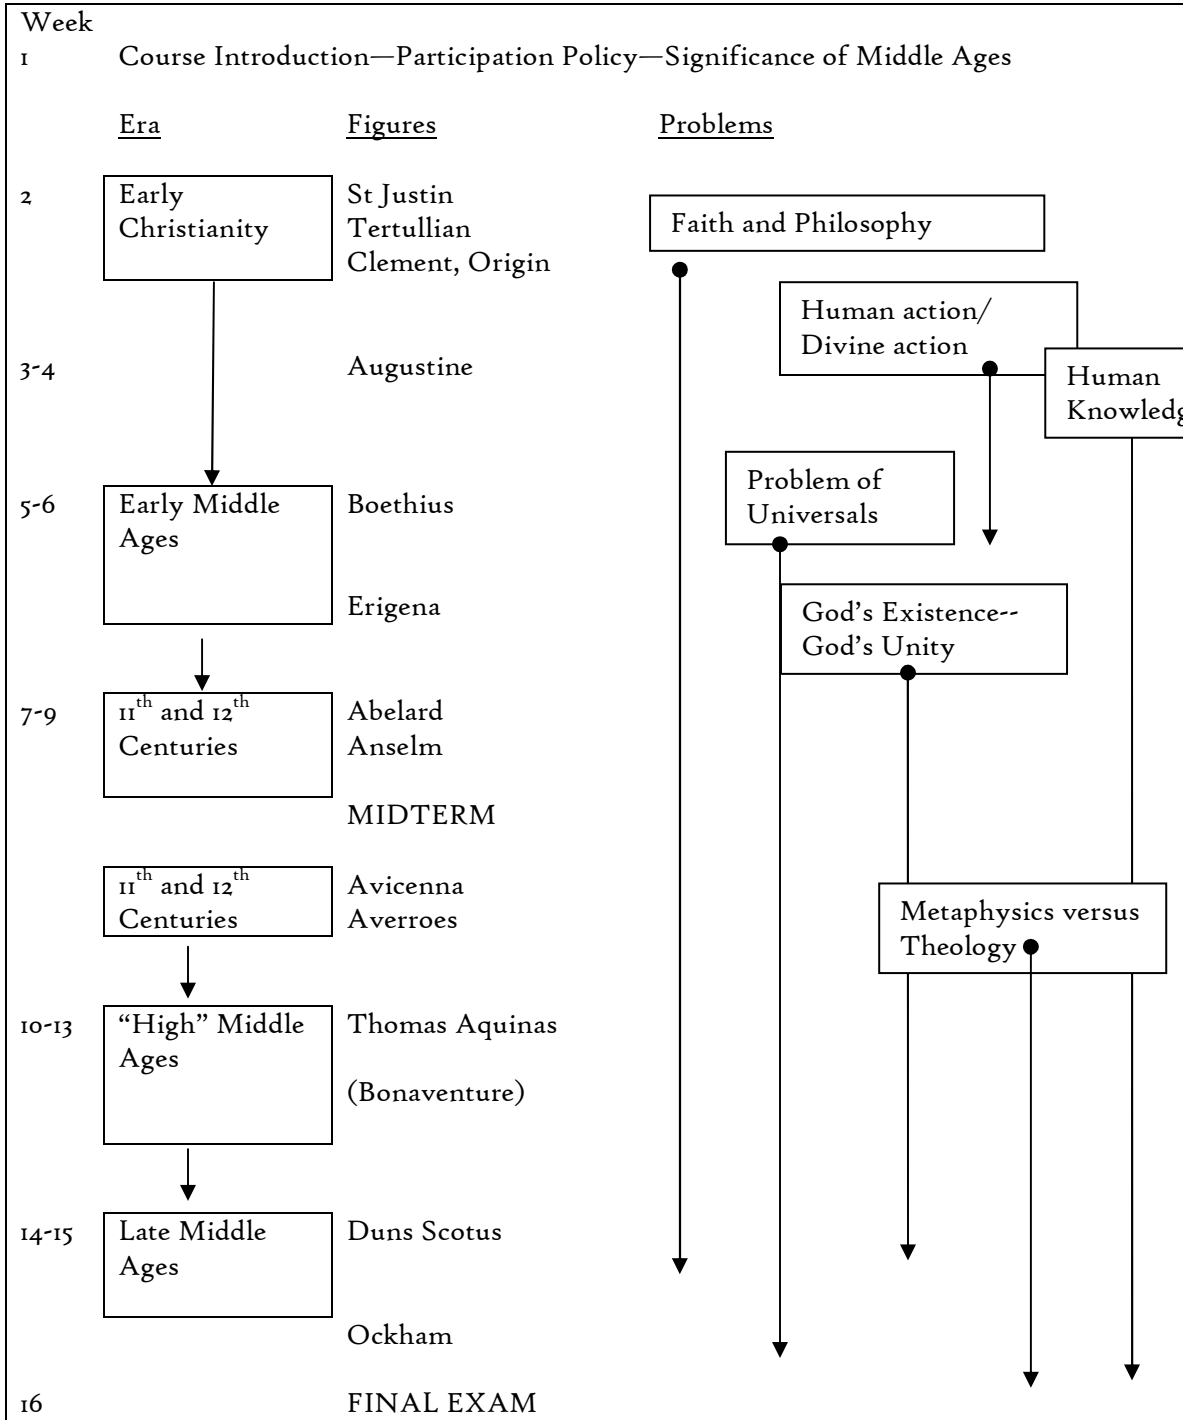 Week
1 Course Introduction—Participation Policy—Significance of Middle Ages
Era Figures Problems
2 Early Christianity St Justin
Tertullian
Clement, Origin
Faith and Philosophy
Human action/
Divine action
3-4 Augustine
Human
5-6 Early Middle
Ages
Boethius
Problem of
Universals
Erigena
God's Existence--
God's Unity
7-9 11th and 12th
Centuries
Abelard
Anselm
MIDTERM
11th and 12th
Centuries
Avicenna
Averroes
Metaphysics versus
Theology
10-13 “High” Middle
Ages
Thomas Aquinas
(Bonaventure)
14-15 Late Middle
Ages
Duns Scotus
Ockham
16 FINAL EXAM